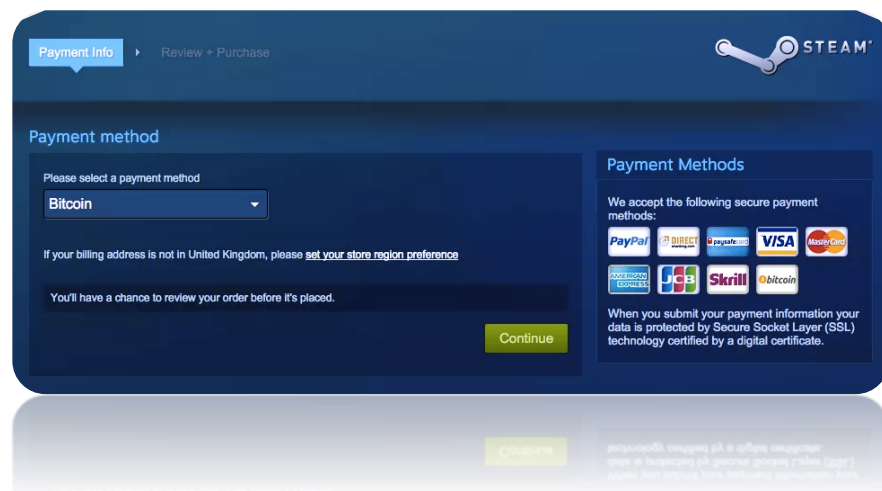 Payment Info
Review + Purchase
STEAM
Payment method
Please select a payment method
Bitcoin
If your billing address is not in United Kingdom, please set your store region preference
You'll have a chance to review your order before it's placed.
Continue
Payment Methods
We accept the following secure payment
methods:
PayPal
DIRECT
paysafecard
VISA
MasterCard
AMERICAN
EXPRESS
JCB
Skrill
bitcoin
When you submit your payment information your
data is protected by Secure Socket Layer (SSL)
technology certified by a digital certificate.